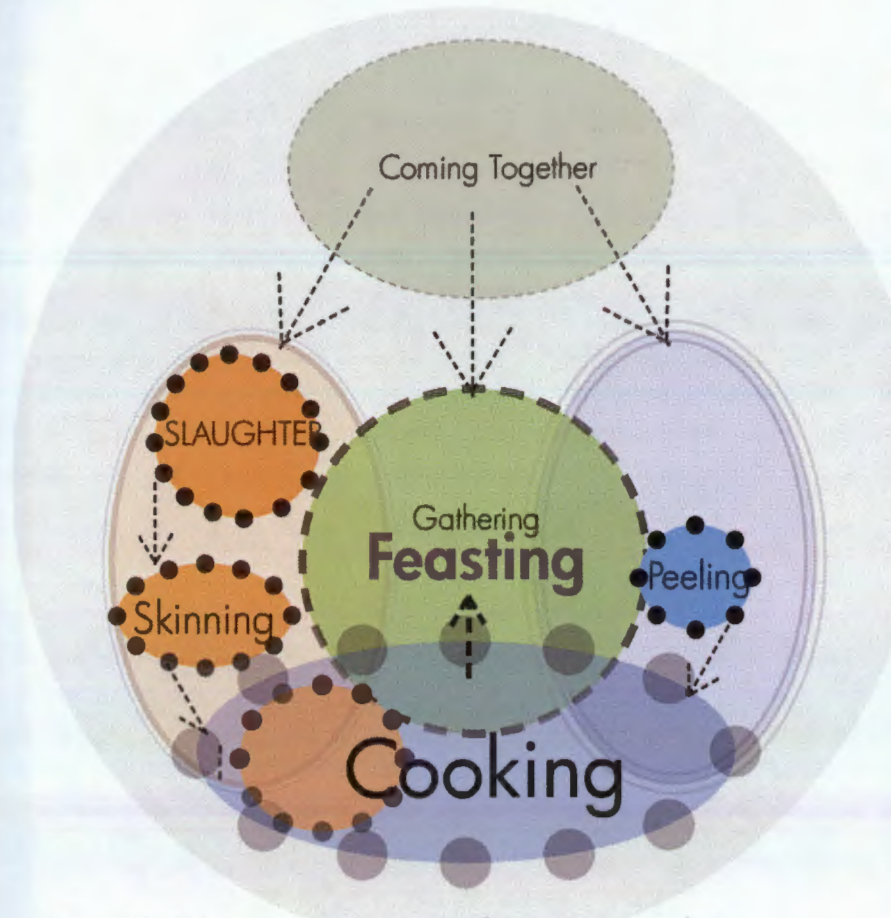 Coming Together
SLAUGHTER
Gathering
Feasting
Peeling
Skinning
Cooking